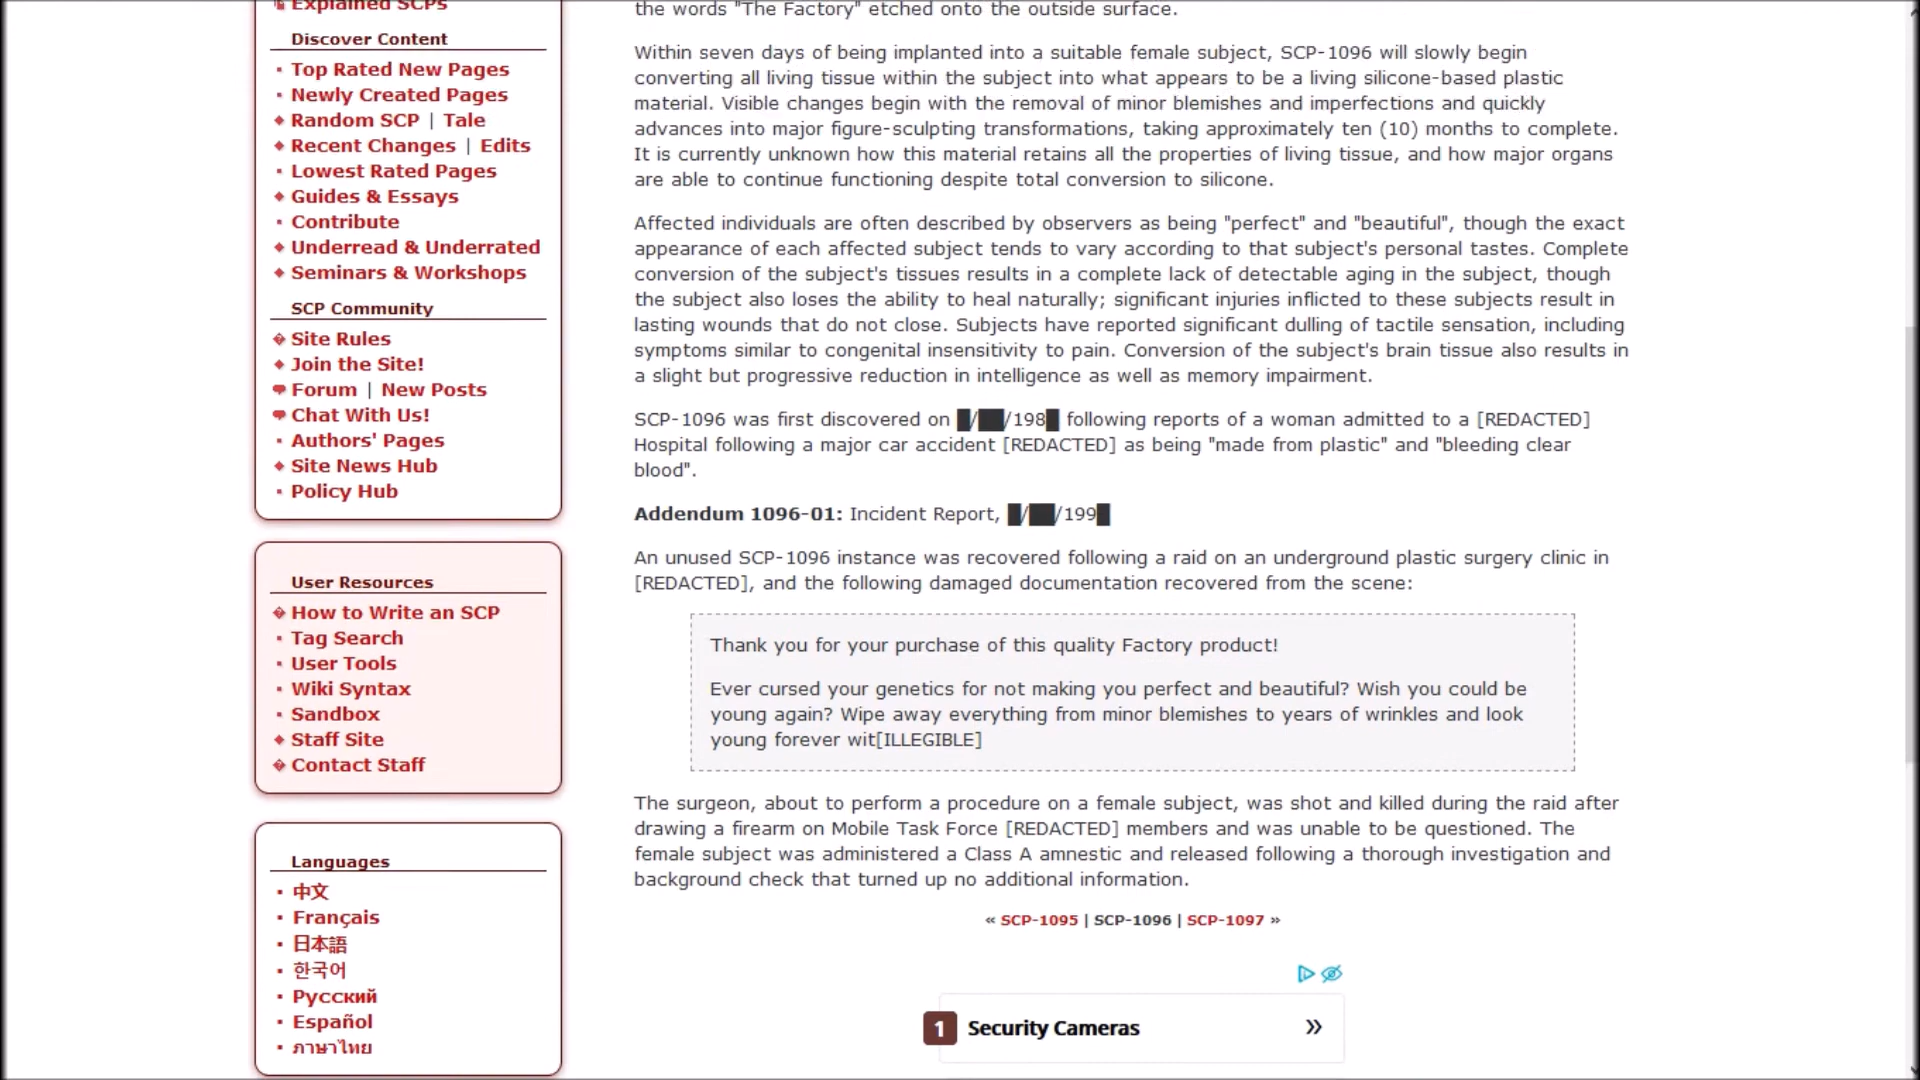 Explained SCPs
Discover Content
Top Rated New Pages
Newly Created Pages
Random SCP | Tale
Recent Changes | Edits
Lowest Rated Pages
Guides & Essays
Contribute
Underread & Underrated
Seminars & Workshops
SCP Community
Site Rules
Join the Site!
Forum | New Posts
Chat With Us!
Authors' Pages
Site News Hub
Policy Hub
User Resources
How to Write an SCP
Tag Search
User Tools
Wiki Syntax
Sandbox
Staff Site
Contact Staff
Languages
中文
Français
日本語
한국어
Русский
Español
ภาษาไทย
the words "The Factory" etched onto the outside surface.
Within seven days of being implanted into a suitable female subject, SCP-1096 will slowly begin
converting all living tissue within the subject into what appears to be a living silicone-based plastic
material. Visible changes begin with the removal of minor blemishes and imperfections and quickly
advances into major figure-sculpting transformations, taking approximately ten (10) months to complete.
It is currently unknown how this material retains all the properties of living tissue, and how major organs
are able to continue functioning despite total conversion to silicone.
Affected individuals are often described by observers as being "perfect" and "beautiful", though the exact
appearance of each affected subject tends to vary according to that subject's personal tastes. Complete
conversion of the subject's tissues results in a complete lack of detectable aging in the subject, though
the subject also loses the ability to heal naturally; significant injuries inflicted to these subjects result in
lasting wounds that do not close. Subjects have reported significant dulling of tactile sensation, including
symptoms similar to congenital insensitivity to pain. Conversion of the subject's brain tissue also results in
a slight but progressive reduction in intelligence as well as memory impairment.
SCP-1096 was first discovered on █/██/198█ following reports of a woman admitted to a [REDACTED]
Hospital following a major car accident [REDACTED] as being "made from plastic" and "bleeding clear
blood".
Addendum 1096-01: Incident Report, █/██/199█
An unused SCP-1096 instance was recovered following a raid on an underground plastic surgery clinic in
[REDACTED], and the following damaged documentation recovered from the scene:
Thank you for your purchase of this quality Factory product!
Ever cursed your genetics for not making you perfect and beautiful? Wish you could be
young again? Wipe away everything from minor blemishes to years of wrinkles and look
young forever wit[ILLEGIBLE]
The surgeon, about to perform a procedure on a female subject, was shot and killed during the raid after
drawing a firearm on Mobile Task Force [REDACTED] members and was unable to be questioned. The
female subject was administered a Class A amnestic and released following a thorough investigation and
background check that turned up no additional information.
« SCP-1095 | SCP-1096 | SCP-1097 »
1 Security Cameras »